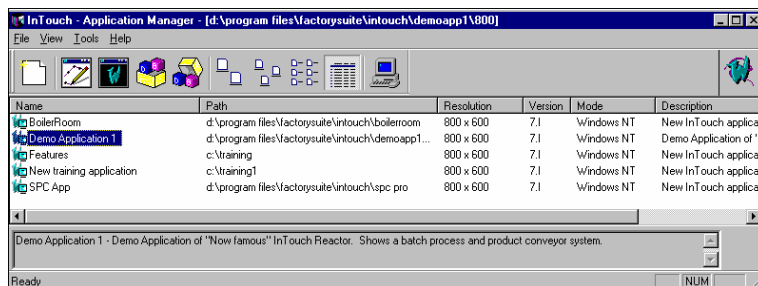 InTouch - Application Manager - [d:\program files\factorysuite\intouch\demoapp1\800]
File View Tools Help
Name Path Resolution Version Mode Description
BoilerRoom d:\program files\factorysuite\intouch\boilerroom 800 x 600 7.1 Windows NT New InTouch applica
Demo Application 1 d:\program files\factorysuite\intouch\demoapp1... 800 x 600 7.1 Windows NT Demo Application of "
Features c:\training 800 x 600 7.1 Windows NT New InTouch applica
New training application c:\training1 800 x 600 7.1 Windows NT New InTouch applica
SPC App d:\program files\factorysuite\intouch\spc pro 800 x 600 7.1 Windows NT New InTouch applica
Demo Application 1 - Demo Application of "Now famous" InTouch Reactor. Shows a batch process and product conveyor system.
Ready NUM